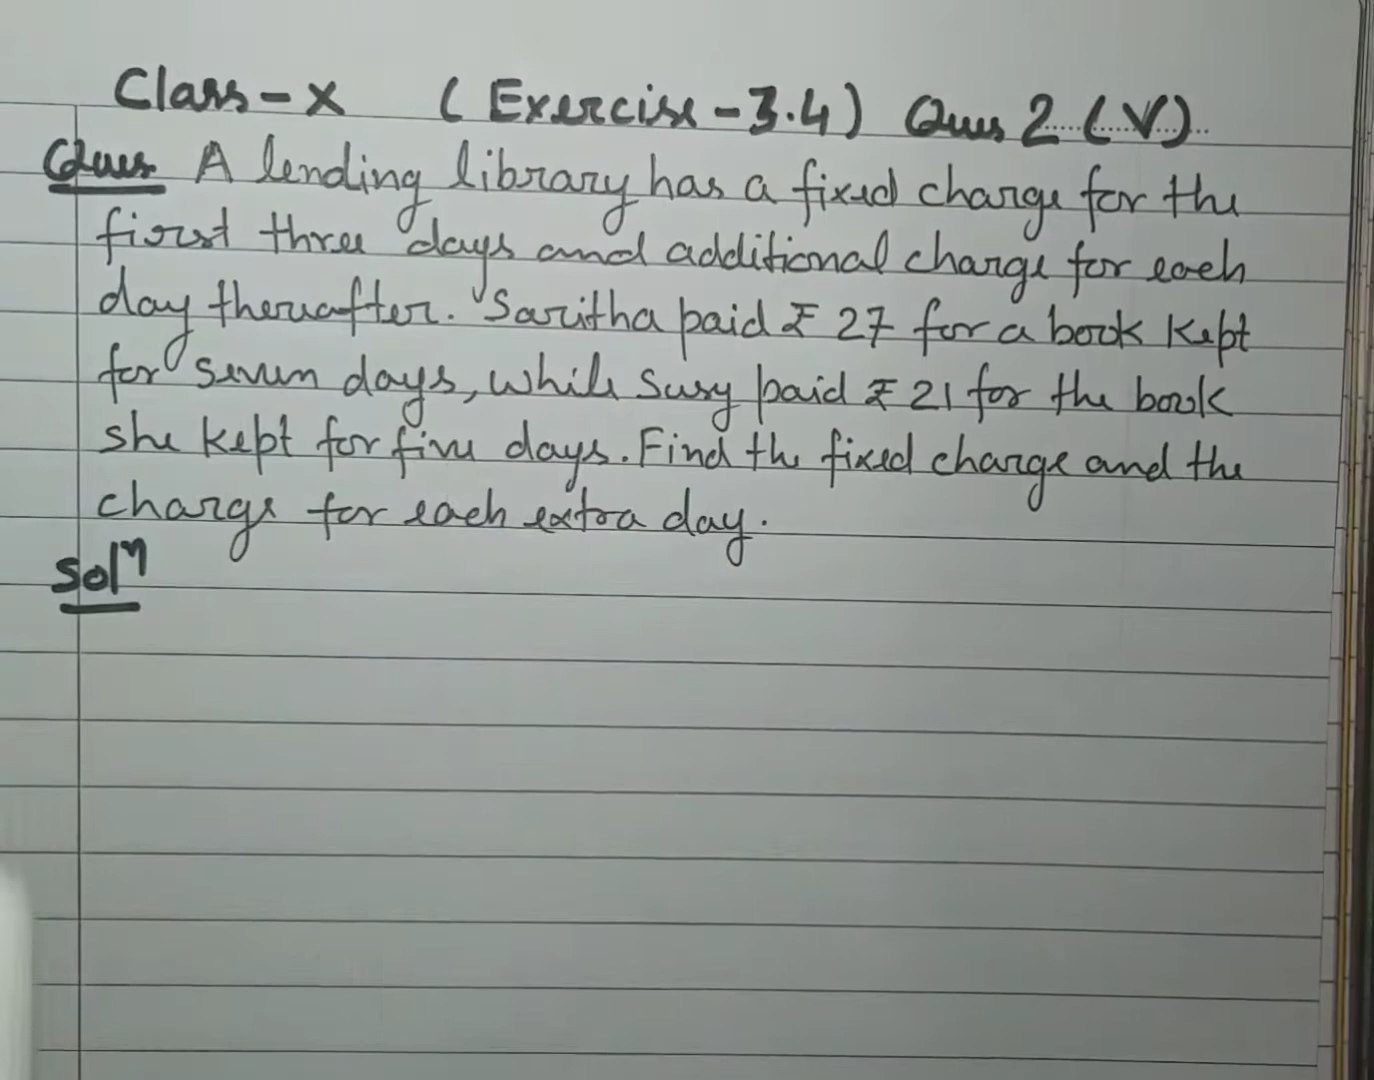 Class-X (Exercise-3.4) Ques 2 (V)
Ques A lending library has a fixed charge for the
first three days and additional charge for each
day thereafter. Saritha paid ₹ 27 for a book kept
for seven days, while Susy paid ₹ 21 for the book
she kept for five days. Find the fixed charge and the
charge for each extra day.
Solⁿ